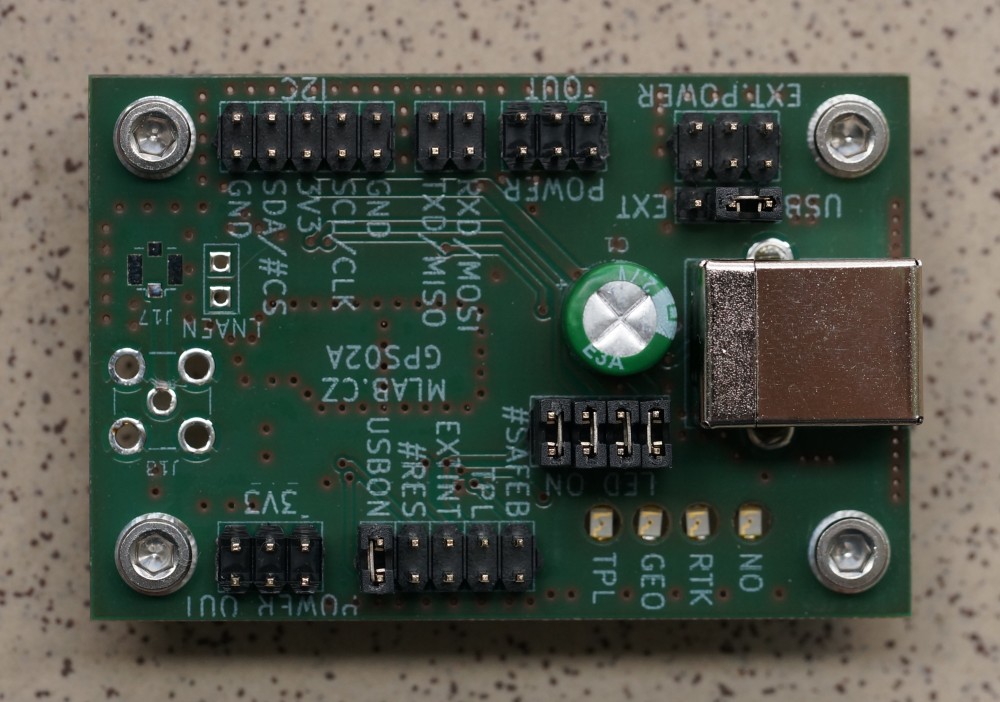 NO
RTK
GEO
TPL
POWER OUT
LED ON
#SAFEB
TPL
EXTINT
#RES
USBON
3V3
J18
MLAB.CZ
GPS02A
E3A
LNAEN
J17
C1
RXD/MOSI
TXD/MISO
GND
SCL/CLK
3V3
SDA/#CS
GND
USB
EXT
POWER
EXT.POWER
OUT
I2C